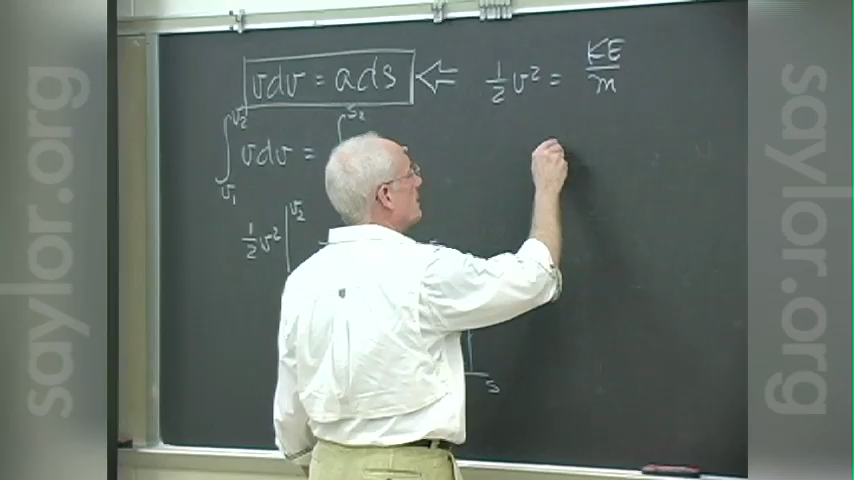 vdv = ads
½v² = KE/m
∫ v₁ v₂ vdv = ∫ s₂
½v² | v₂
s
saylor.org
saylor.org